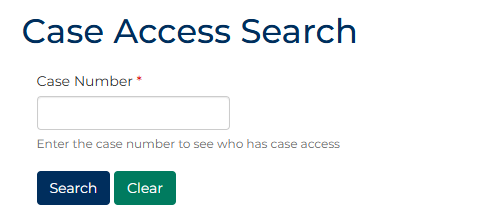 Case Access Search
Case Number *
Enter the case number to see who has case access
Search Clear